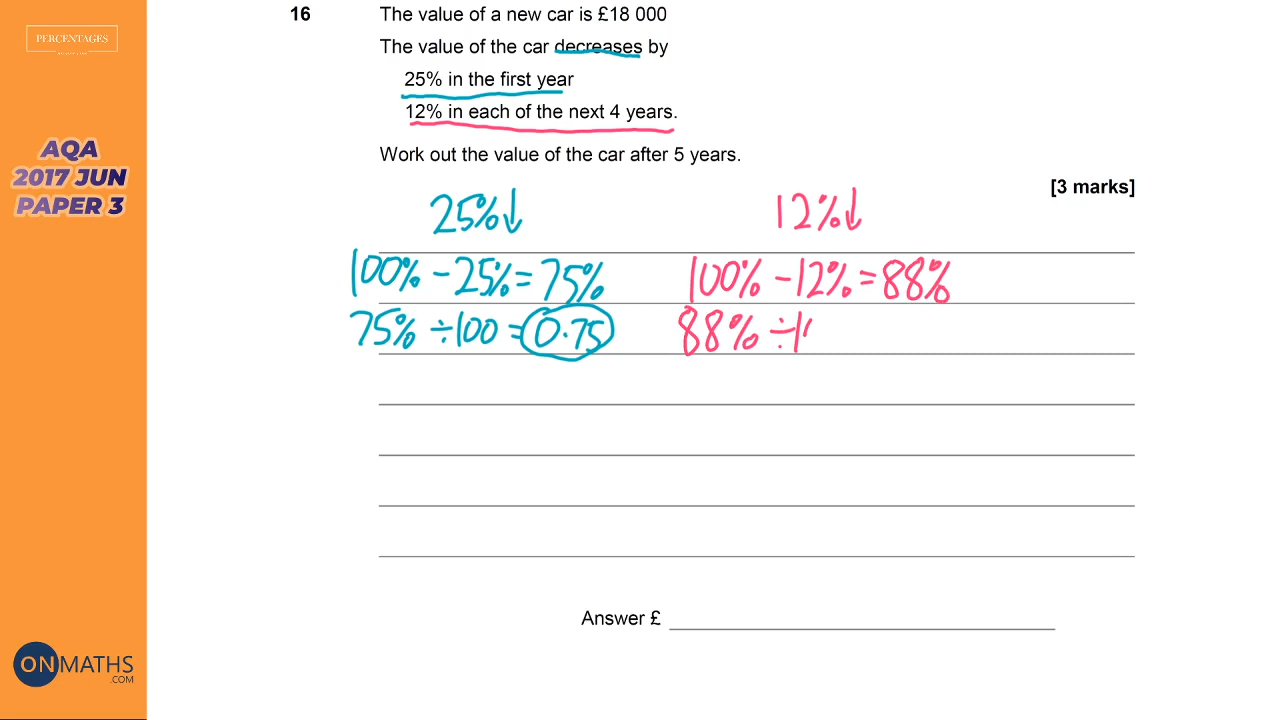 PERCENTAGES
AQA
2017 JUN
PAPER 3
16 The value of a new car is £18 000
The value of the car decreases by
25% in the first year
12% in each of the next 4 years.
Work out the value of the car after 5 years.
[3 marks]
25%↓ 12%↓
100% - 25% = 75% 100% - 12% = 88%
75% ÷ 100 = 0.75 88% ÷ 1
Answer £
ONMATHS
.COM